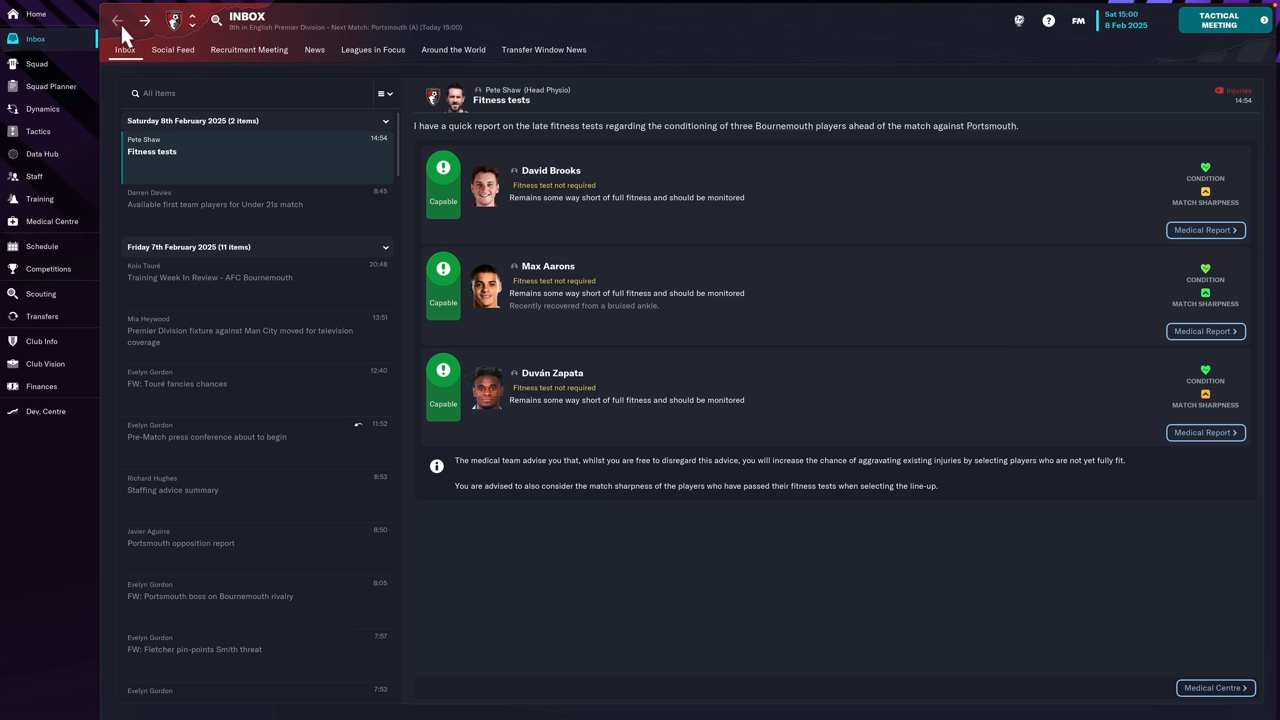 Home
Inbox
Squad
Squad Planner
Dynamics
Tactics
Data Hub
Staff
Training
Medical Centre
Schedule
Competitions
Scouting
Transfers
Club Info
Club Vision
Finances
Dev. Centre
INBOX
8th in English Premier Division - Next Match: Portsmouth (A) (Today 15:00)
FM
Sat 15:00
8 Feb 2025
TACTICAL
MEETING
Inbox
Social Feed
Recruitment Meeting
News
Leagues in Focus
Around the World
Transfer Window News
All Items
Saturday 8th February 2025 (2 items)
Pete Shaw 14:54
Fitness tests
Darren Davies 8:45
Available first team players for Under 21s match
Friday 7th February 2025 (11 items)
Kolo Touré 20:48
Training Week In Review - AFC Bournemouth
Mia Heywood 13:51
Premier Division fixture against Man City moved for television
coverage
Evelyn Gordon 12:40
FW: Touré fancies chances
Evelyn Gordon 11:52
Pre-Match press conference about to begin
Richard Hughes 8:53
Staffing advice summary
Javier Aguirre 8:50
Portsmouth opposition report
Evelyn Gordon 8:05
FW: Portsmouth boss on Bournemouth rivalry
Evelyn Gordon 7:57
FW: Fletcher pin-points Smith threat
Evelyn Gordon 7:53
Pete Shaw (Head Physio)
Fitness tests
Injuries
14:54
I have a quick report on the late fitness tests regarding the conditioning of three Bournemouth players ahead of the match against Portsmouth.
Capable
David Brooks
Fitness test not required
Remains some way short of full fitness and should be monitored
CONDITION
MATCH SHARPNESS
Medical Report
Capable
Max Aarons
Fitness test not required
Remains some way short of full fitness and should be monitored
Recently recovered from a bruised ankle.
CONDITION
MATCH SHARPNESS
Medical Report
Capable
Duván Zapata
Fitness test not required
Remains some way short of full fitness and should be monitored
CONDITION
MATCH SHARPNESS
Medical Report
The medical team advise you that, whilst you are free to disregard this advice, you will increase the chance of aggravating existing injuries by selecting players who are not yet fully fit.
You are advised to also consider the match sharpness of the players who have passed their fitness tests when selecting the line-up.
Medical Centre